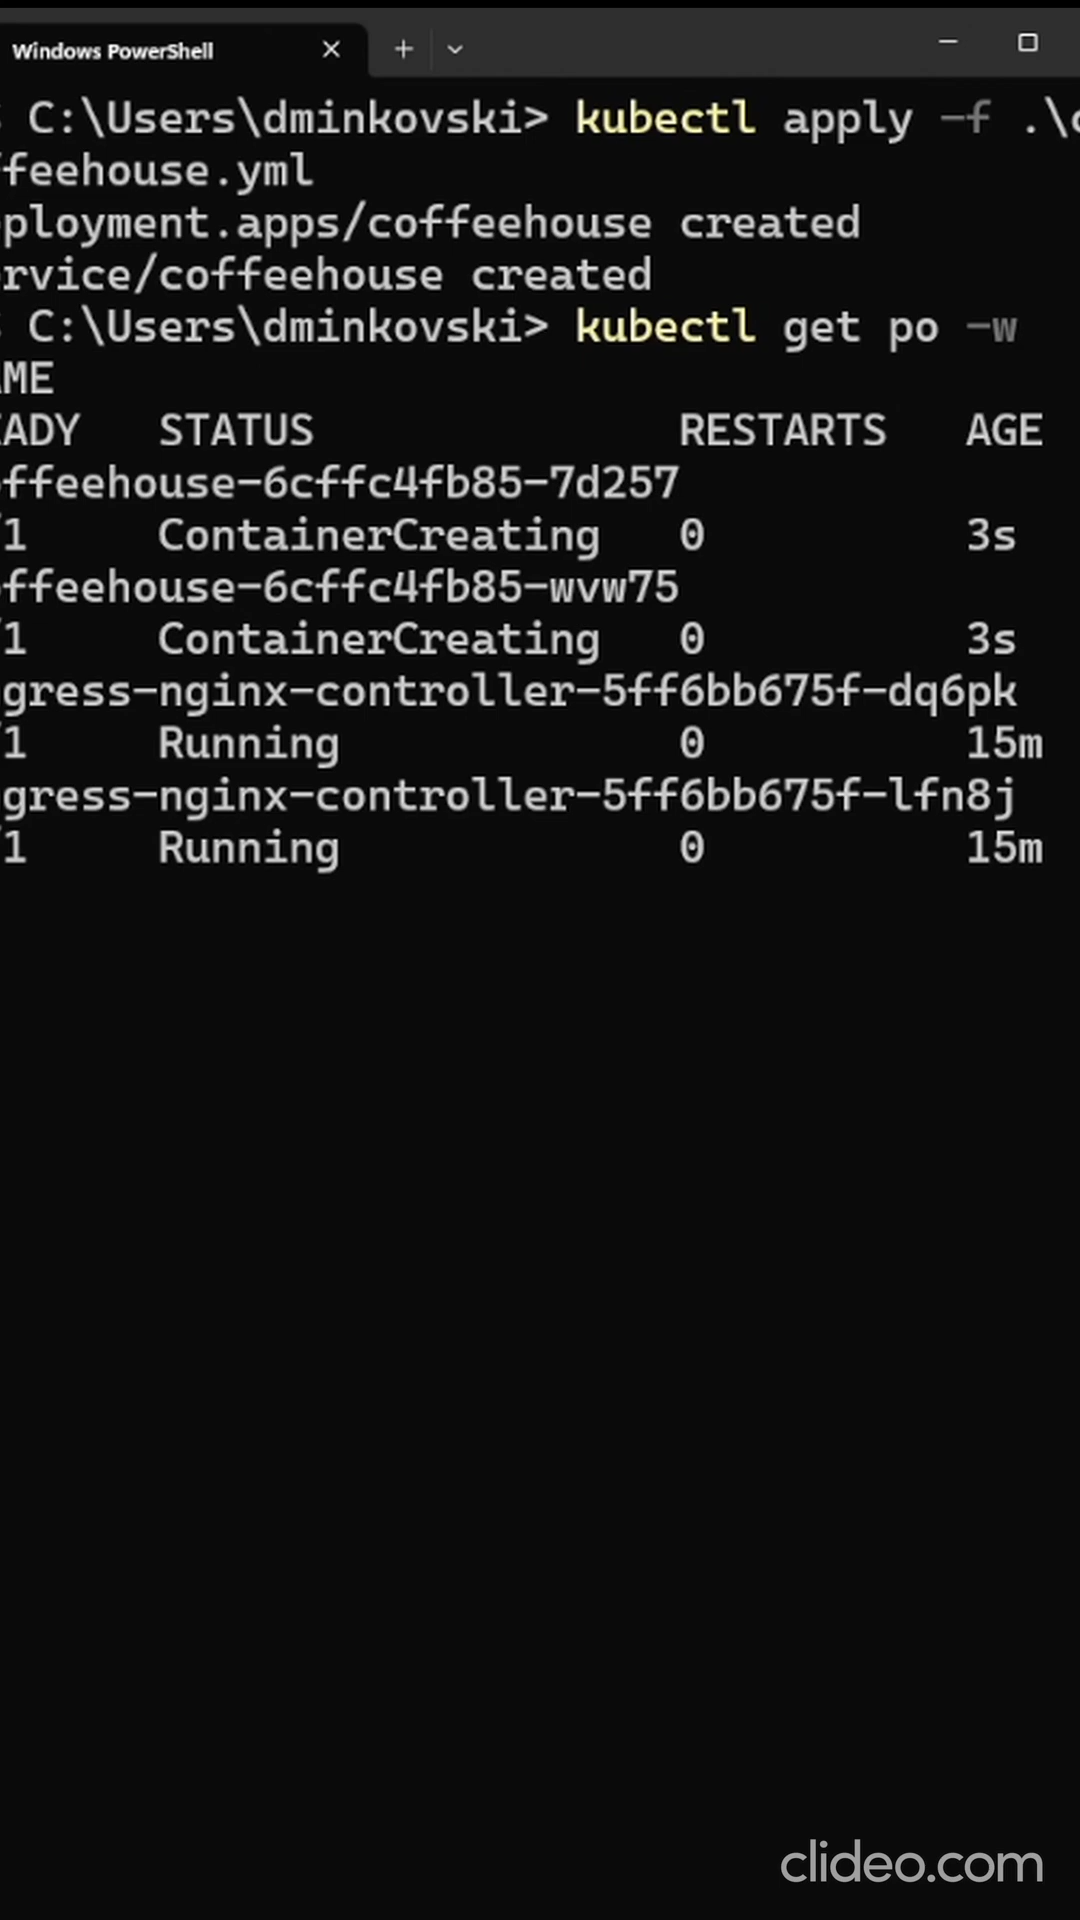 Windows PowerShell
C:\Users\dminkovski> kubectl apply -f .\c
ffeehouse.yml
ployment.apps/coffeehouse created
rvice/coffeehouse created
C:\Users\dminkovski> kubectl get po -w
ME
ADY STATUS RESTARTS AGE
ffeehouse-6cffc4fb85-7d257
/1 ContainerCreating 0 3s
ffeehouse-6cffc4fb85-wvw75
/1 ContainerCreating 0 3s
gress-nginx-controller-5ff6bb675f-dq6pk
/1 Running 0 15m
gress-nginx-controller-5ff6bb675f-lfn8j
/1 Running 0 15m
clideo.com